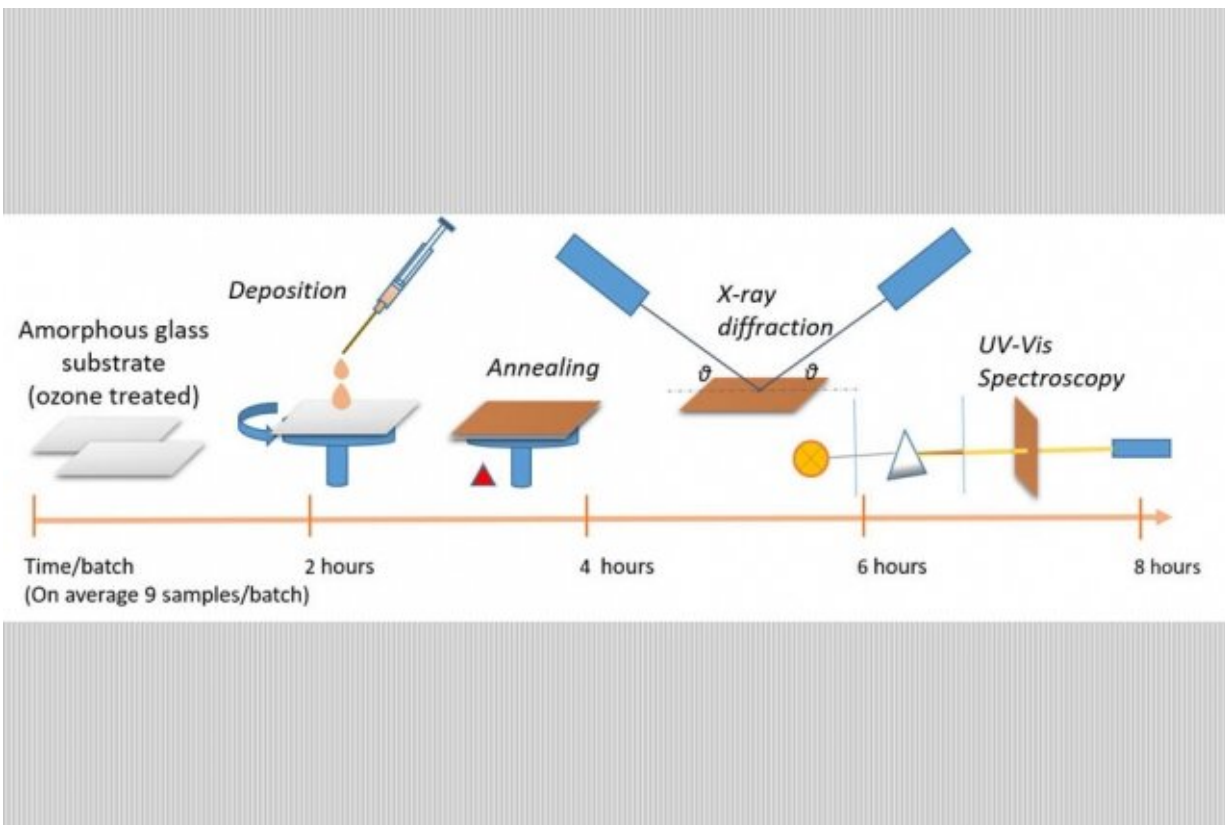 Deposition
Amorphous glass
substrate
(ozone treated)
Annealing
X-ray
diffraction
ϑ
ϑ
UV-Vis
Spectroscopy
Time/batch
(On average 9 samples/batch)
2 hours
4 hours
6 hours
8 hours